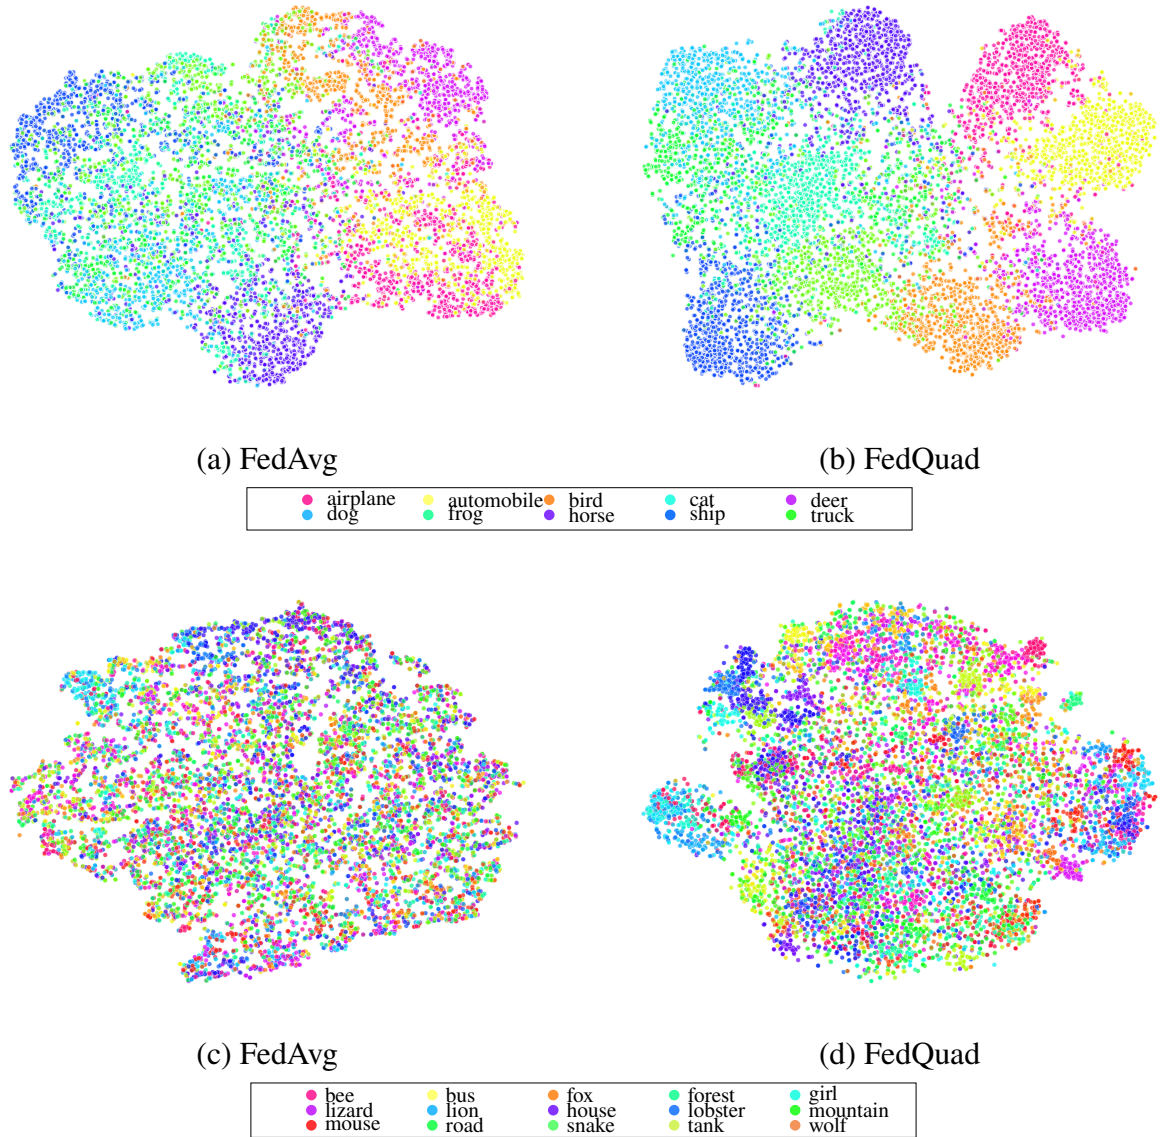 (a) FedAvg (b) FedQuad
airplane automobile bird cat deer
dog frog horse ship truck
(c) FedAvg (d) FedQuad
bee bus fox forest girl
lizard lion house lobster mountain
mouse road snake tank wolf